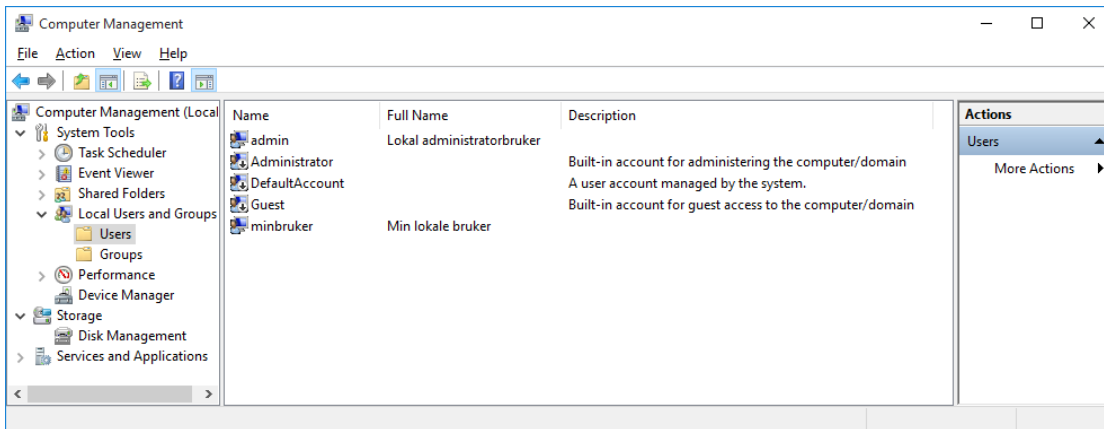 Computer Management
File Action View Help
Computer Management (Local
System Tools
Task Scheduler
Event Viewer
Shared Folders
Local Users and Groups
Users
Groups
Performance
Device Manager
Storage
Disk Management
Services and Applications
Name Full Name Description
admin Lokal administratorbruker
Administrator Built-in account for administering the computer/domain
DefaultAccount A user account managed by the system.
Guest Built-in account for guest access to the computer/domain
minbruker Min lokale bruker
Actions
Users
More Actions